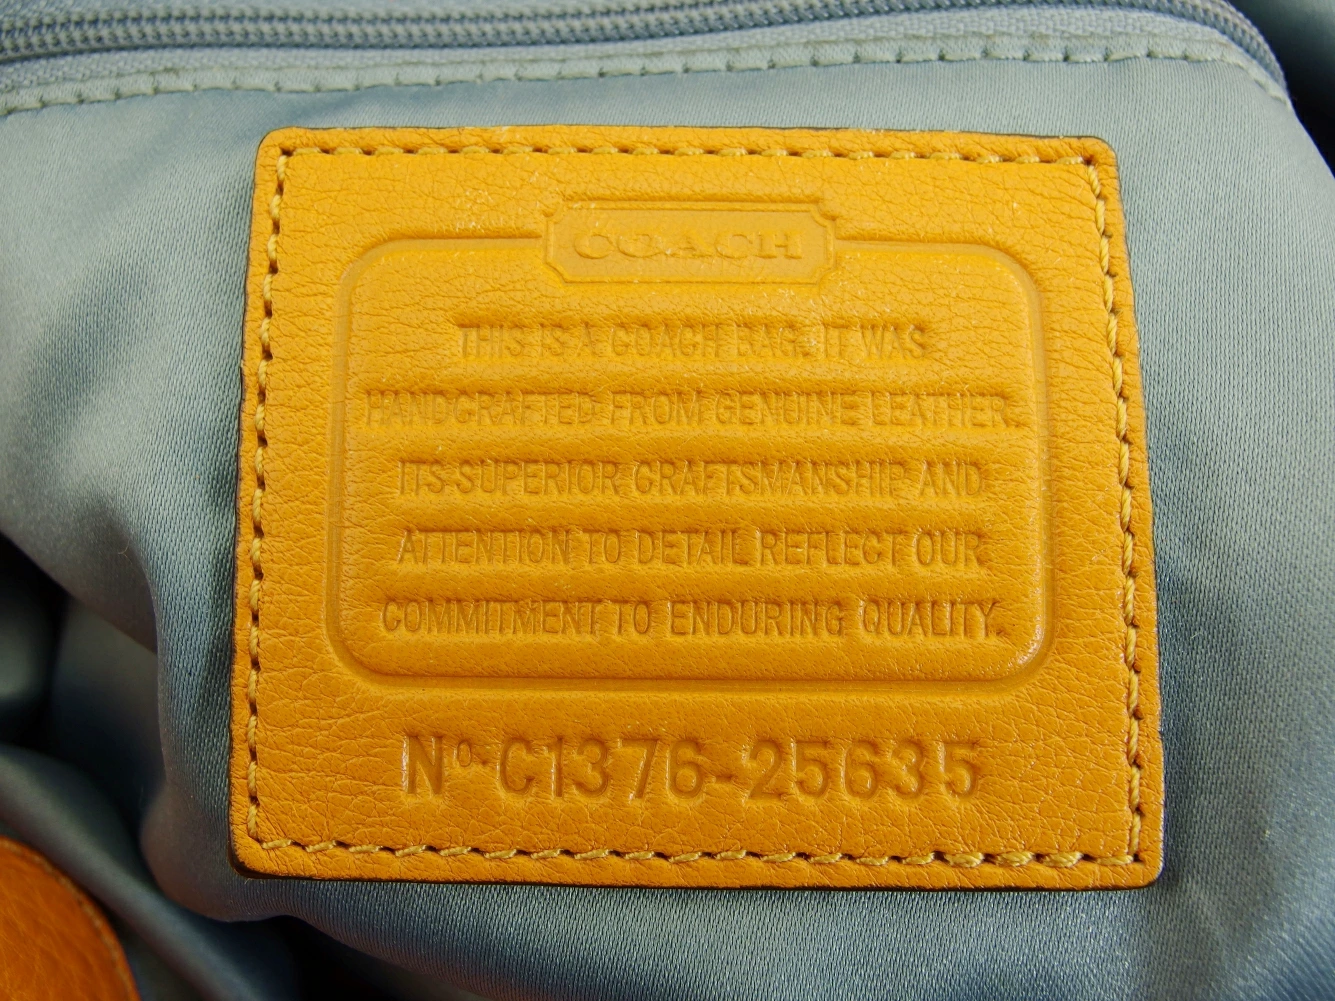 COACH
THIS IS A COACH BAG. IT WAS
HANDCRAFTED FROM GENUINE LEATHER.
ITS SUPERIOR CRAFTSMANSHIP AND
ATTENTION TO DETAIL REFLECT OUR
COMMITMENT TO ENDURING QUALITY.
Nº C1376-25635